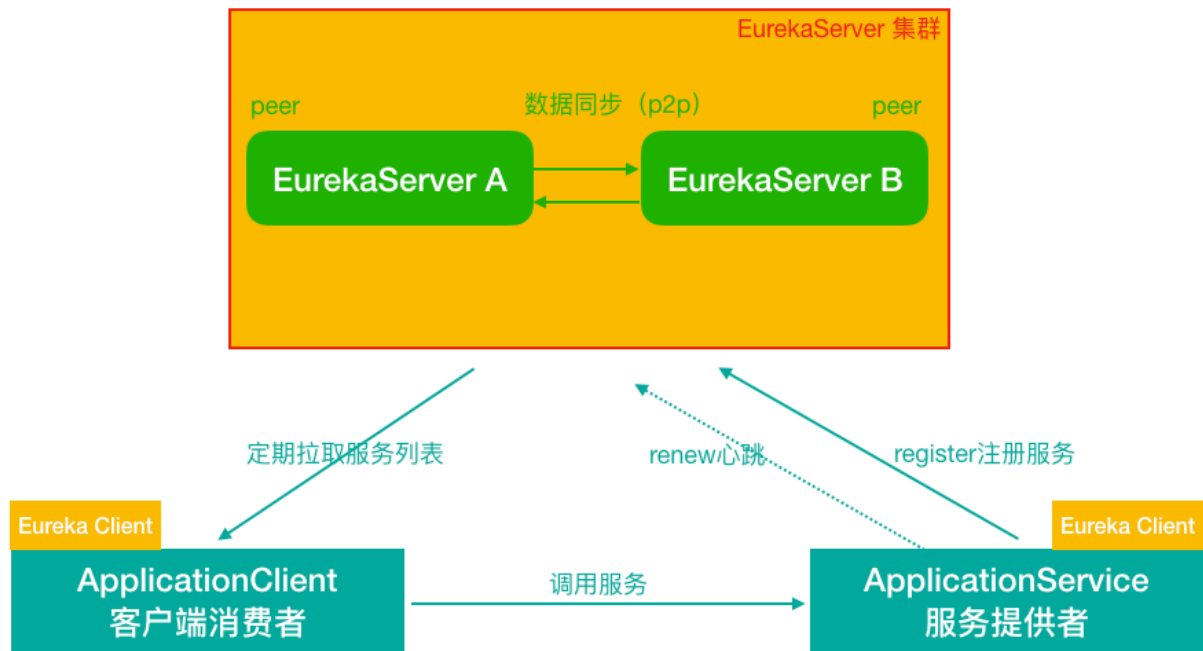 EurekaServer 集群
peer
数据同步（p2p）
peer
EurekaServer A
EurekaServer B
定期拉取服务列表
renew心跳
register注册服务
Eureka Client
Eureka Client
ApplicationClient
客户端消费者
调用服务
ApplicationService
服务提供者